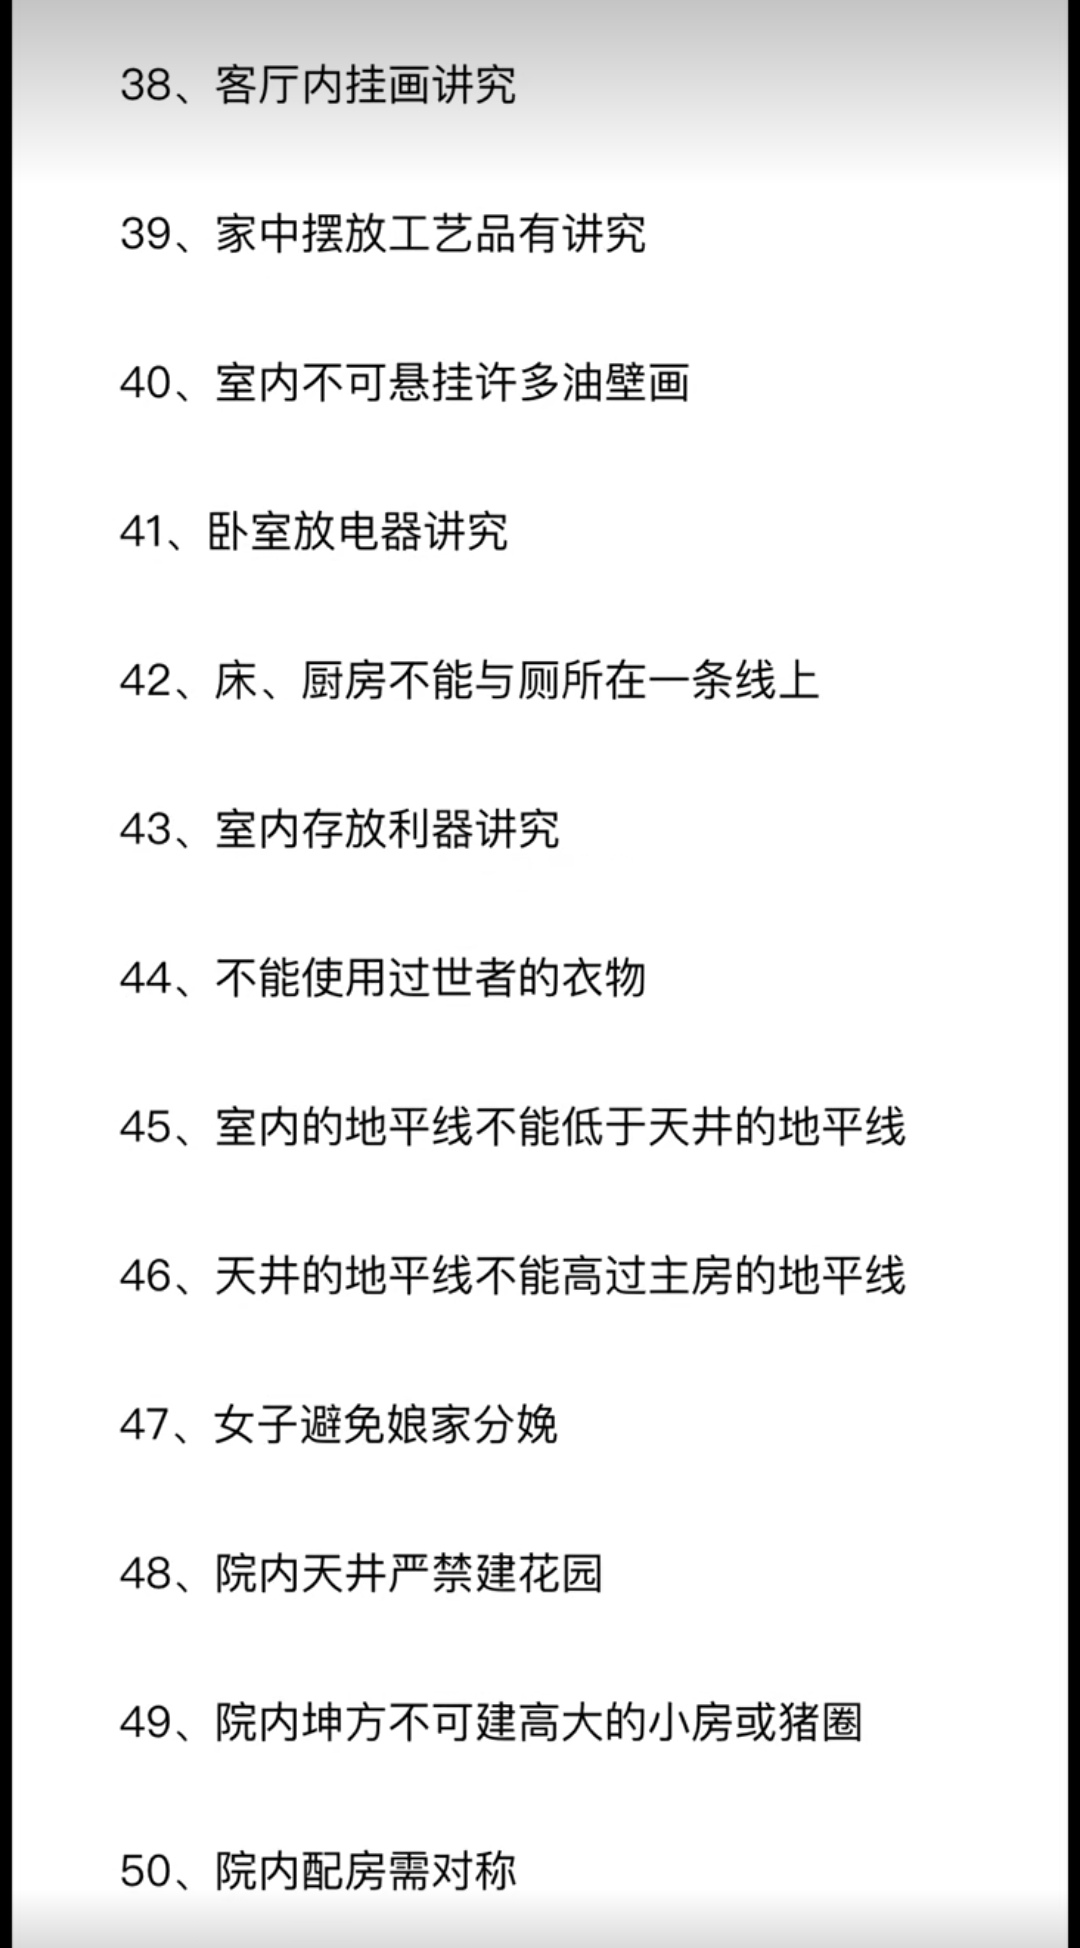 38、客厅内挂画讲究
39、家中摆放工艺品有讲究
40、室内不可悬挂许多油壁画
41、卧室放电器讲究
42、床、厨房不能与厕所在一条线上
43、室内存放利器讲究
44、不能使用过世者的衣物
45、室内的地平线不能低于天井的地平线
46、天井的地平线不能高过主房的地平线
47、女子避免娘家分娩
48、院内天井严禁建花园
49、院内坤方不可建高大的小房或猪圈
50、院内配房需对称